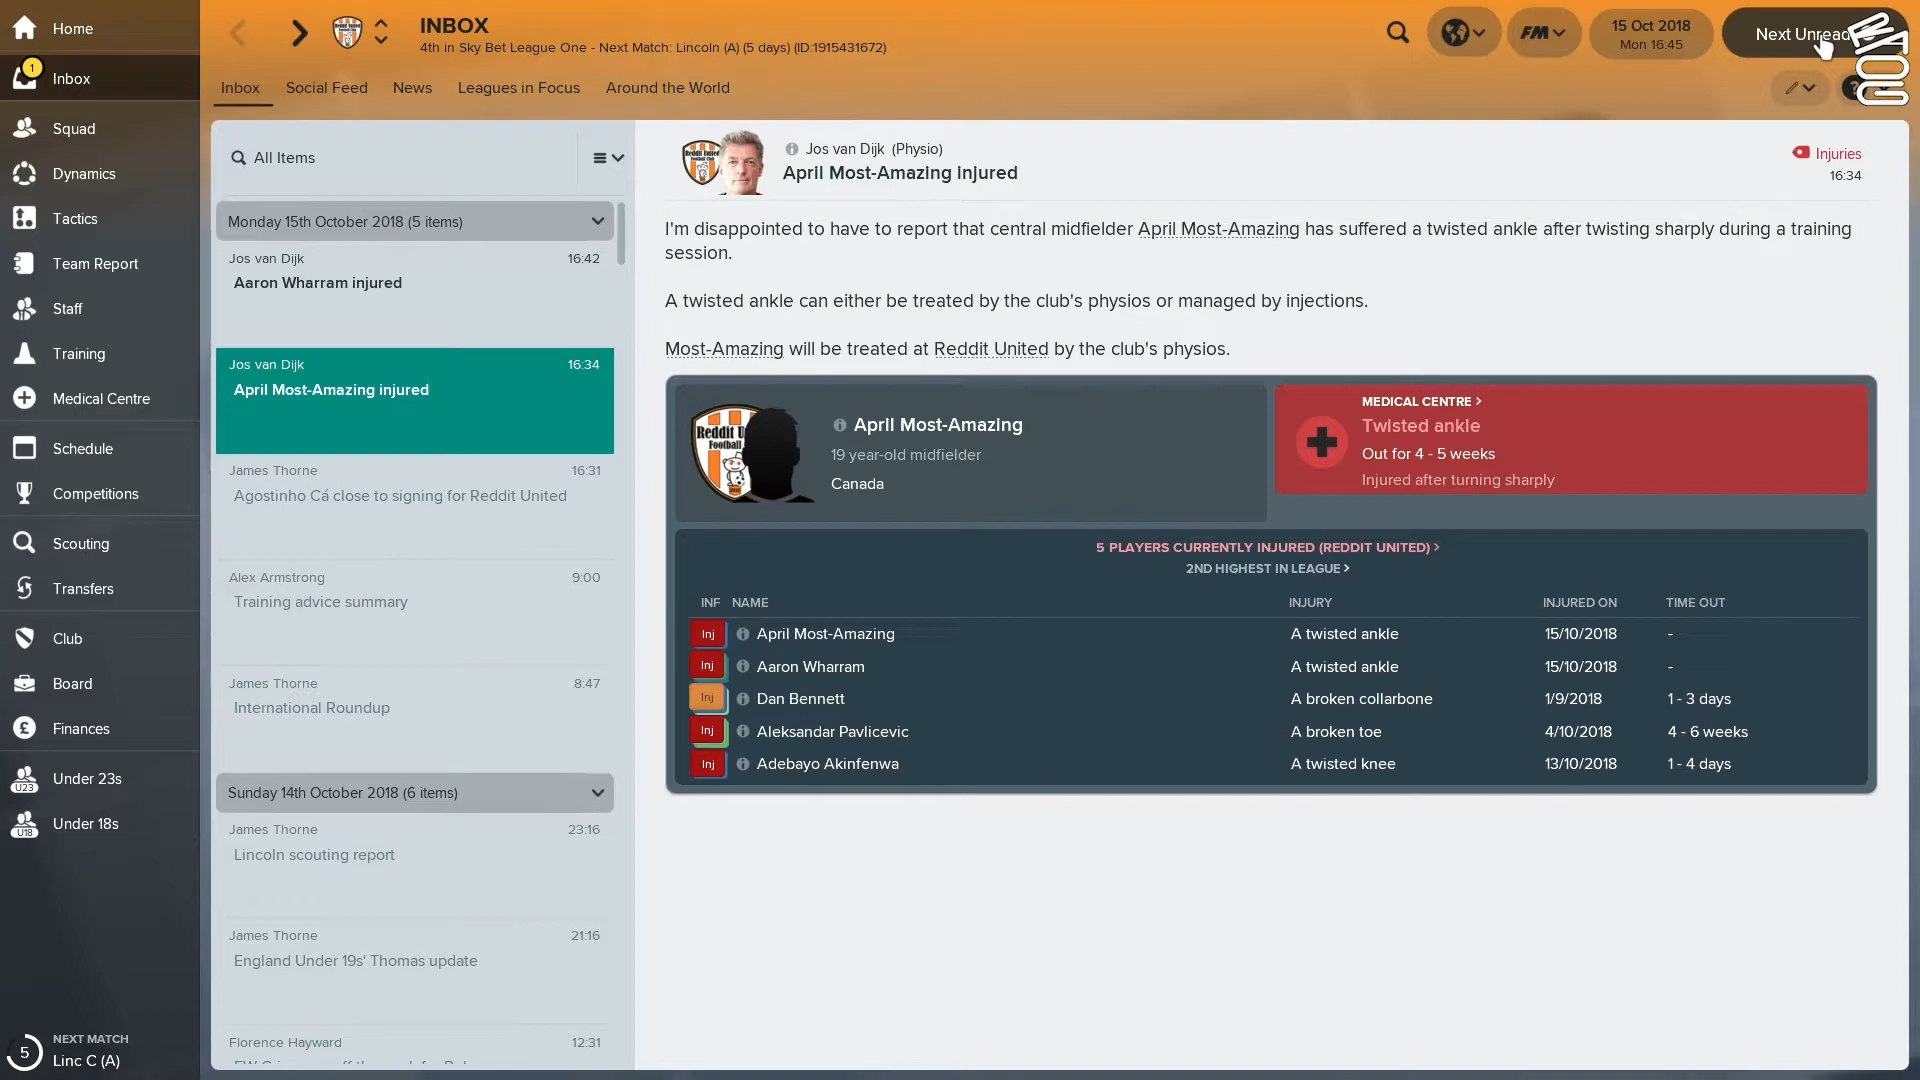 Home
1
Inbox
Squad
Dynamics
Tactics
Team Report
Staff
Training
Medical Centre
Schedule
Competitions
Scouting
Transfers
Club
Board
Finances
U23
Under 23s
U18
Under 18s
5
NEXT MATCH
Linc C (A)
INBOX
4th in Sky Bet League One - Next Match: Lincoln (A) (5 days) (ID:1915431672)
FM
15 Oct 2018
Mon 16:45
Next Unread
Inbox
Social Feed
News
Leagues in Focus
Around the World
All Items
Monday 15th October 2018 (5 items)
Jos van Dijk 16:42
Aaron Wharram injured
Jos van Dijk 16:34
April Most-Amazing injured
James Thorne 16:31
Agostinho Cá close to signing for Reddit United
Alex Armstrong 9:00
Training advice summary
James Thorne 8:47
International Roundup
Sunday 14th October 2018 (6 items)
James Thorne 23:16
Lincoln scouting report
James Thorne 21:16
England Under 19s' Thomas update
Florence Hayward 12:31
Jos van Dijk (Physio)
April Most-Amazing injured
Injuries
16:34
I'm disappointed to have to report that central midfielder April Most-Amazing has suffered a twisted ankle after twisting sharply during a training
session.
A twisted ankle can either be treated by the club's physios or managed by injections.
Most-Amazing will be treated at Reddit United by the club's physios.
April Most-Amazing
19 year-old midfielder
Canada
MEDICAL CENTRE >
Twisted ankle
Out for 4 - 5 weeks
Injured after turning sharply
5 PLAYERS CURRENTLY INJURED (REDDIT UNITED) >
2ND HIGHEST IN LEAGUE >
INF NAME INJURY INJURED ON TIME OUT
Inj April Most-Amazing A twisted ankle 15/10/2018 -
Inj Aaron Wharram A twisted ankle 15/10/2018 -
Inj Dan Bennett A broken collarbone 1/9/2018 1 - 3 days
Inj Aleksandar Pavlicevic A broken toe 4/10/2018 4 - 6 weeks
Inj Adebayo Akinfenwa A twisted knee 13/10/2018 1 - 4 days